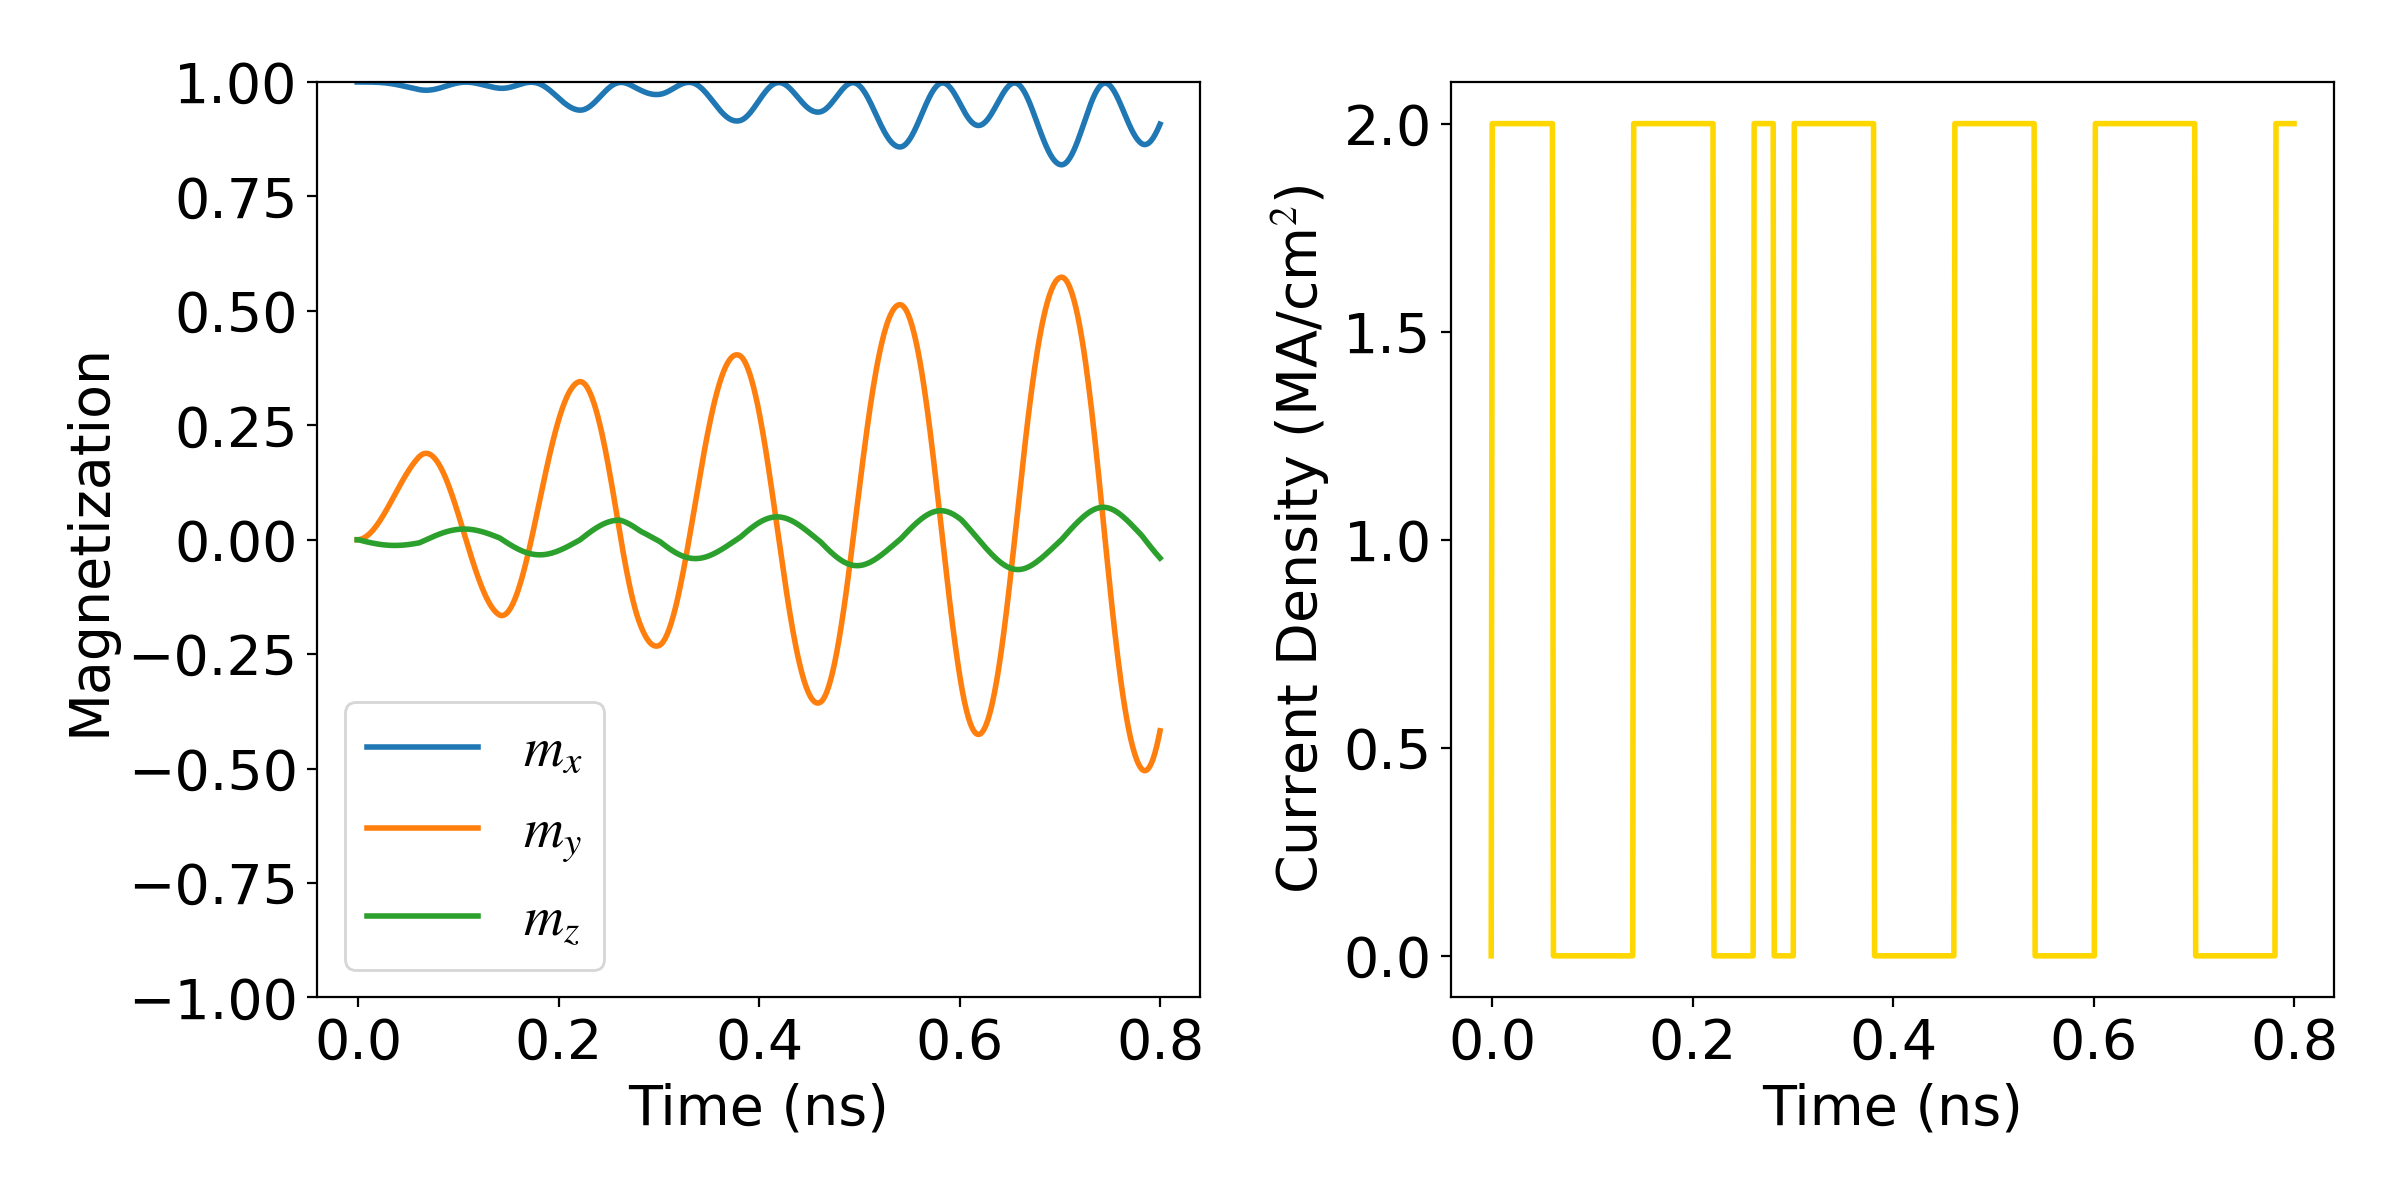 1.00
0.75
0.50
0.25
0.00
−0.25
−0.50
−0.75
−1.00
Magnetization
m_x
m_y
m_z
0.0 0.2 0.4 0.6 0.8
Time (ns)
2.0
1.5
1.0
0.5
0.0
Current Density (MA/cm²)
0.0 0.2 0.4 0.6 0.8
Time (ns)